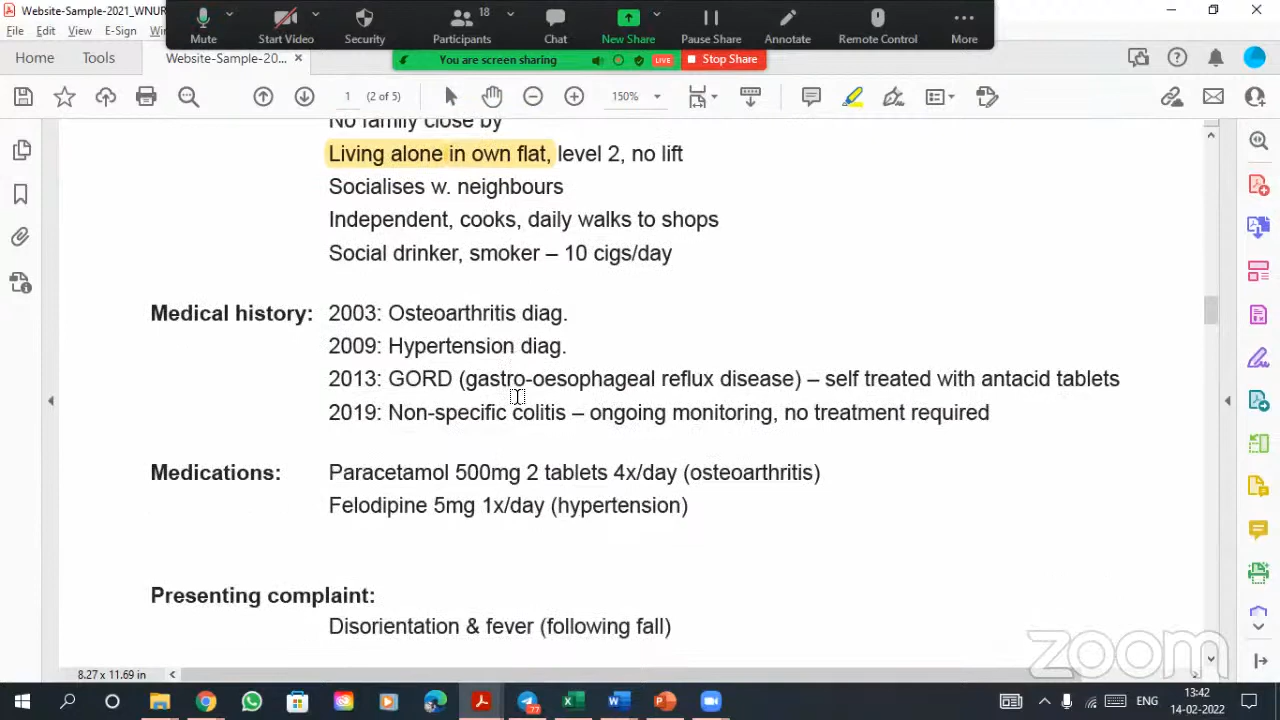 Website-Sample-2021_WNUR
File Edit View E-Sign
Mute
Start Video
Security
18
Participants
Chat
New Share
Pause Share
Annotate
Remote Control
More
You are screen sharing
LIVE
Stop Share
Home
Tools
Website-Sample-20...
1
(2 of 5)
150%
No family close by
Living alone in own flat, level 2, no lift
Socialises w. neighbours
Independent, cooks, daily walks to shops
Social drinker, smoker – 10 cigs/day
Medical history: 2003: Osteoarthritis diag.
2009: Hypertension diag.
2013: GORD (gastro-oesophageal reflux disease) – self treated with antacid tablets
2019: Non-specific colitis – ongoing monitoring, no treatment required
Medications: Paracetamol 500mg 2 tablets 4x/day (osteoarthritis)
Felodipine 5mg 1x/day (hypertension)
Presenting complaint:
Disorientation & fever (following fall)
zoom
8.27 x 11.69 in
77
ENG
13:42
14-02-2022